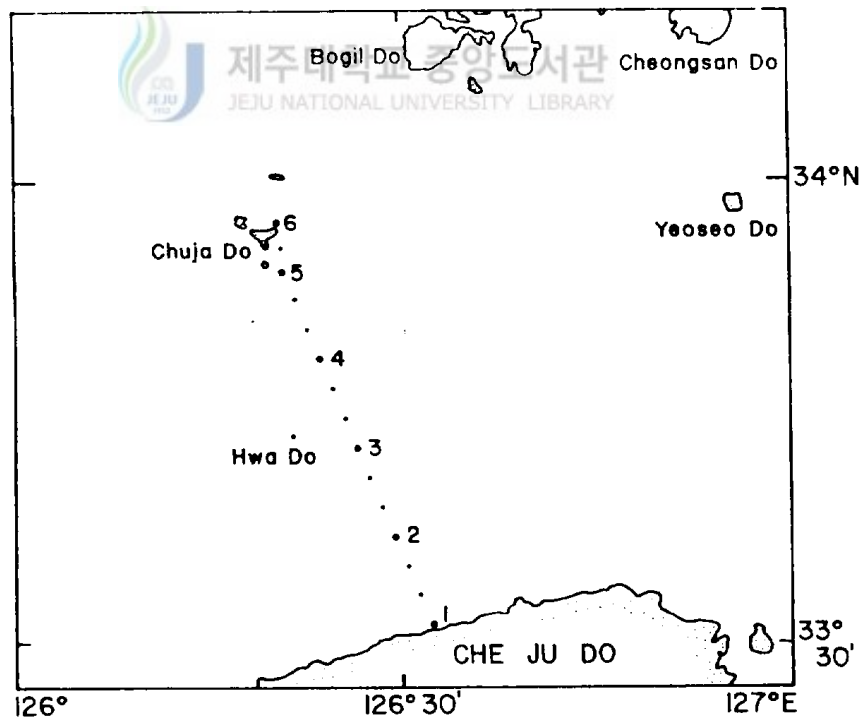 제주대학교 중앙도서관
JEJU NATIONAL UNIVERSITY LIBRARY
JEJU
1952
Bogil Do
Cheongsan Do
34°N
6
Yeoseo Do
Chuja Do
5
4
3
Hwa Do
2
1
33°
30'
CHE JU DO
126°
126°30'
127°E